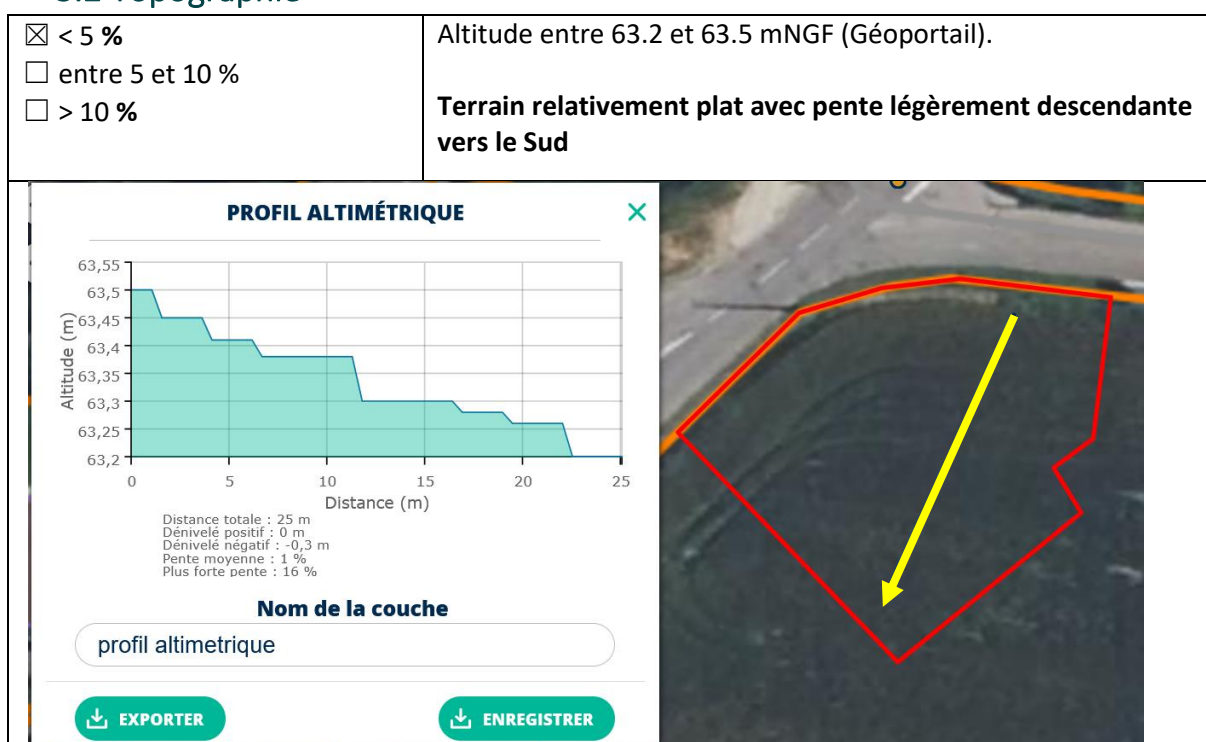 ☒ < 5 %
☐ entre 5 et 10 %
☐ > 10 %
Altitude entre 63.2 et 63.5 mNGF (Géoportail).
Terrain relativement plat avec pente légèrement descendante
vers le Sud
PROFIL ALTIMÉTRIQUE
63,55
63,5
63,45
63,4
63,35
63,3
63,25
63,2
Altitude (m)
0 5 10 15 20 25
Distance (m)
Distance totale : 25 m
Dénivelé positif : 0 m
Dénivelé négatif : -0,3 m
Pente moyenne : 1 %
Plus forte pente : 16 %
Nom de la couche
profil altimetrique
EXPORTER
ENREGISTRER